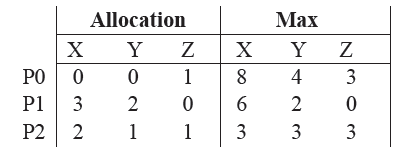 Allocation Max
X Y Z X Y Z
P0 0 0 1 8 4 3
P1 3 2 0 6 2 0
P2 2 1 1 3 3 3